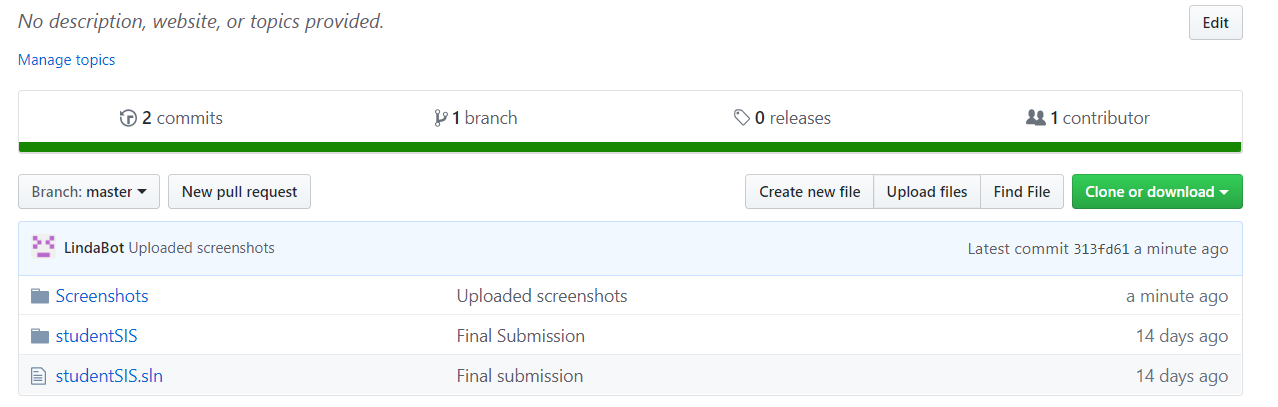 No description, website, or topics provided. Edit
Manage topics
2 commits 1 branch 0 releases 1 contributor
Branch: master New pull request Create new file Upload files Find File Clone or download
LindaBot Uploaded screenshots Latest commit 313fd61 a minute ago
Screenshots Uploaded screenshots a minute ago
studentSIS Final Submission 14 days ago
studentSIS.sln Final submission 14 days ago